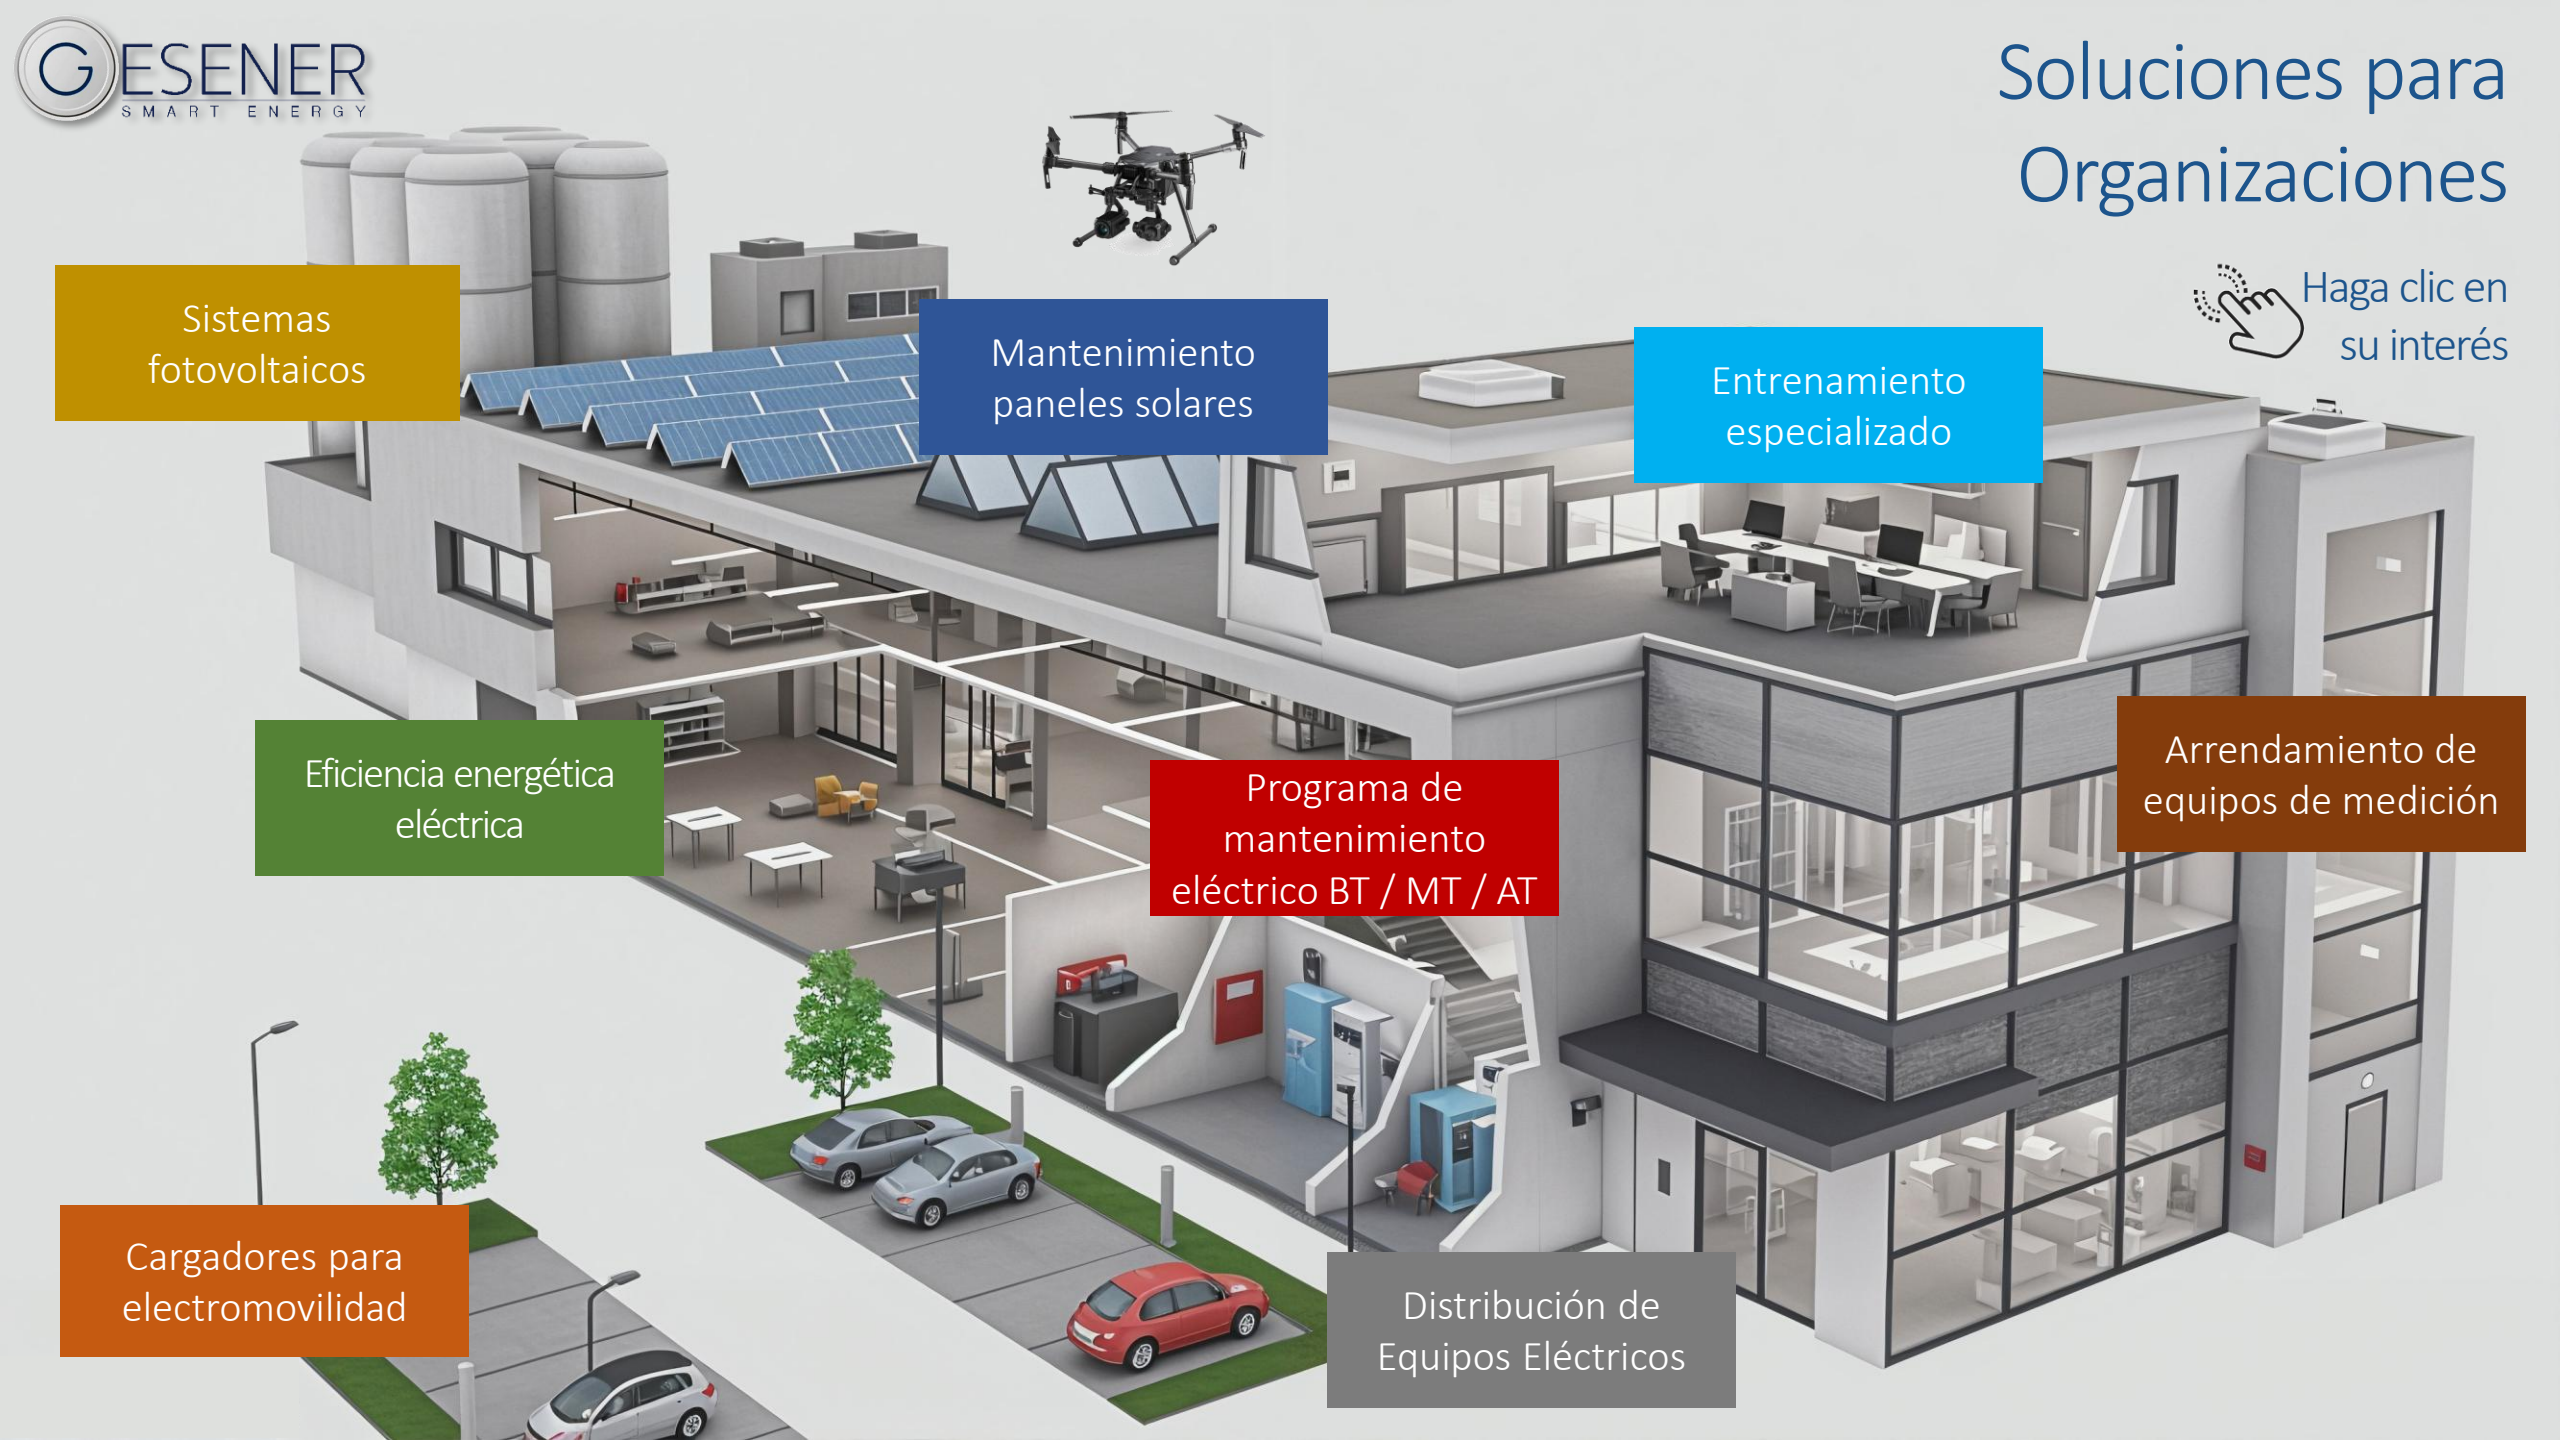 GESENER
SMART ENERGY
Soluciones para
Organizaciones
Haga clic en
su interés
Sistemas
fotovoltaicos
Mantenimiento
paneles solares
Entrenamiento
especializado
Eficiencia energética
eléctrica
Programa de
mantenimiento
eléctrico BT / MT / AT
Arrendamiento de
equipos de medición
Cargadores para
electromovilidad
Distribución de
Equipos Eléctricos